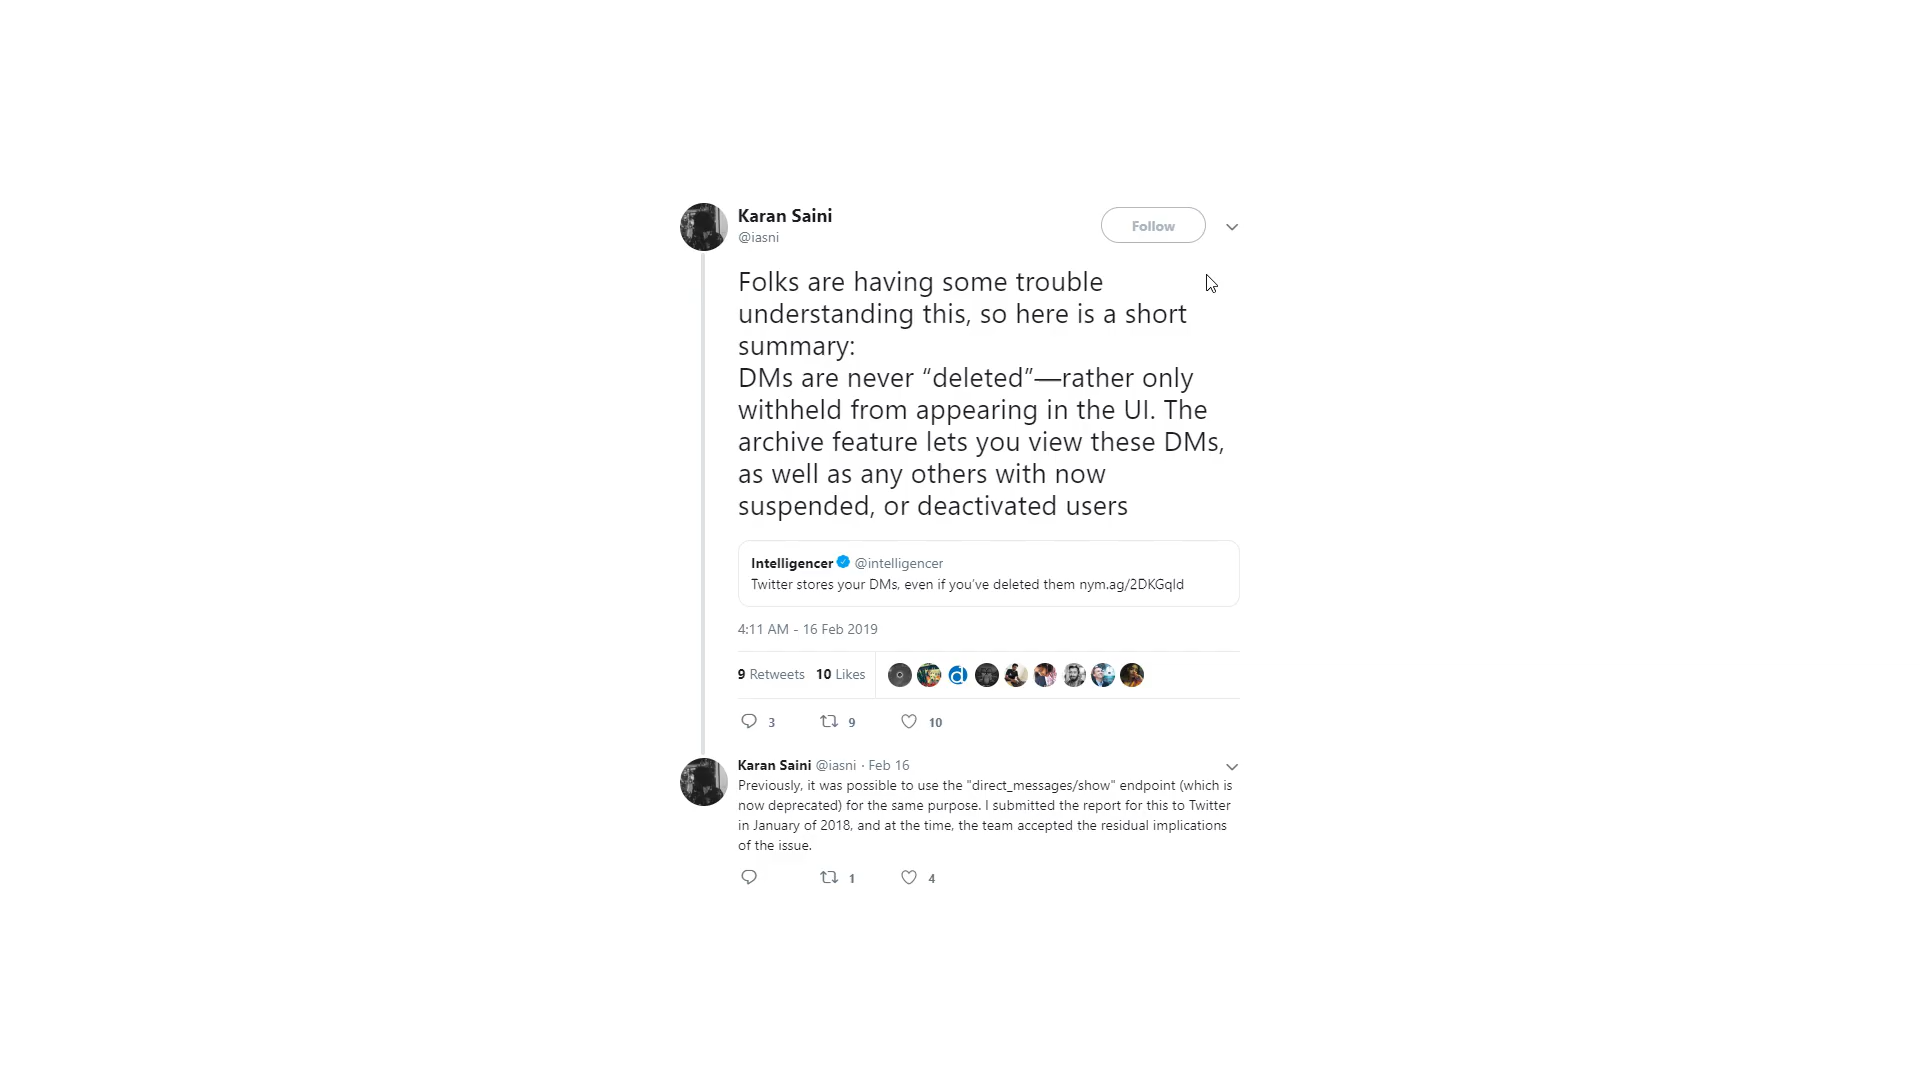 Karan Saini
@iasni
Follow
Folks are having some trouble
understanding this, so here is a short
summary:
DMs are never “deleted”—rather only
withheld from appearing in the UI. The
archive feature lets you view these DMs,
as well as any others with now
suspended, or deactivated users
Intelligencer @intelligencer
Twitter stores your DMs, even if you’ve deleted them nym.ag/2DKGqld
4:11 AM - 16 Feb 2019
9 Retweets 10 Likes
3 9 10
Karan Saini @iasni · Feb 16
Previously, it was possible to use the "direct_messages/show" endpoint (which is
now deprecated) for the same purpose. I submitted the report for this to Twitter
in January of 2018, and at the time, the team accepted the residual implications
of the issue.
1 4